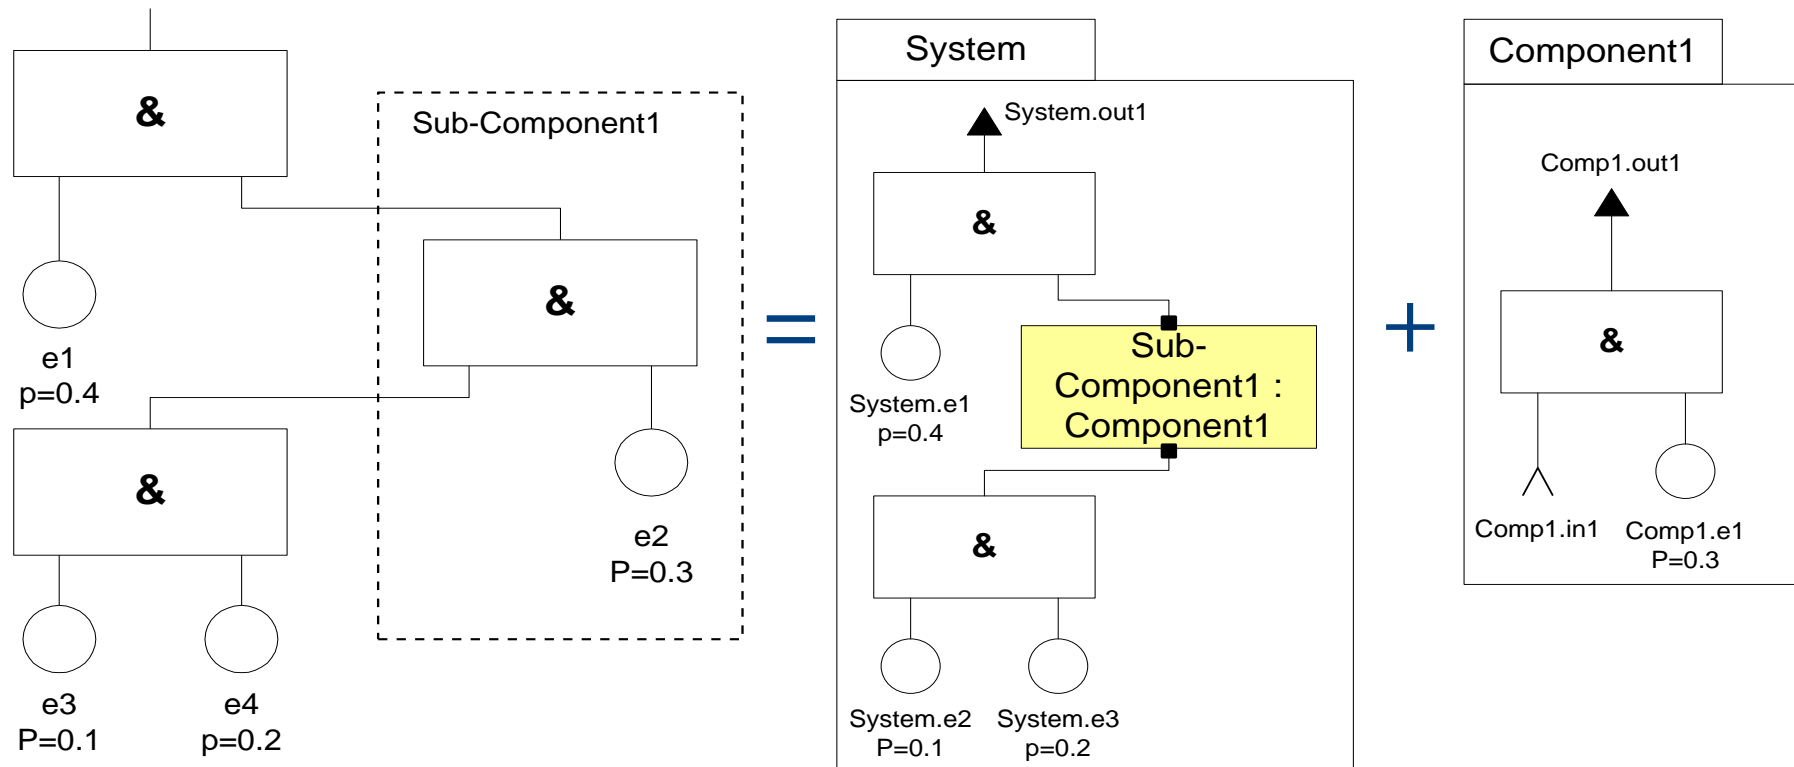 &
Sub-Component1
&
e1
p=0.4
&
e2
P=0.3
e3
P=0.1
e4
p=0.2
=
System
System.out1
&
System.e1
p=0.4
Sub-
Component1 :
Component1
&
System.e2
P=0.1
System.e3
p=0.2
+
Component1
Comp1.out1
&
Comp1.in1
Comp1.e1
P=0.3